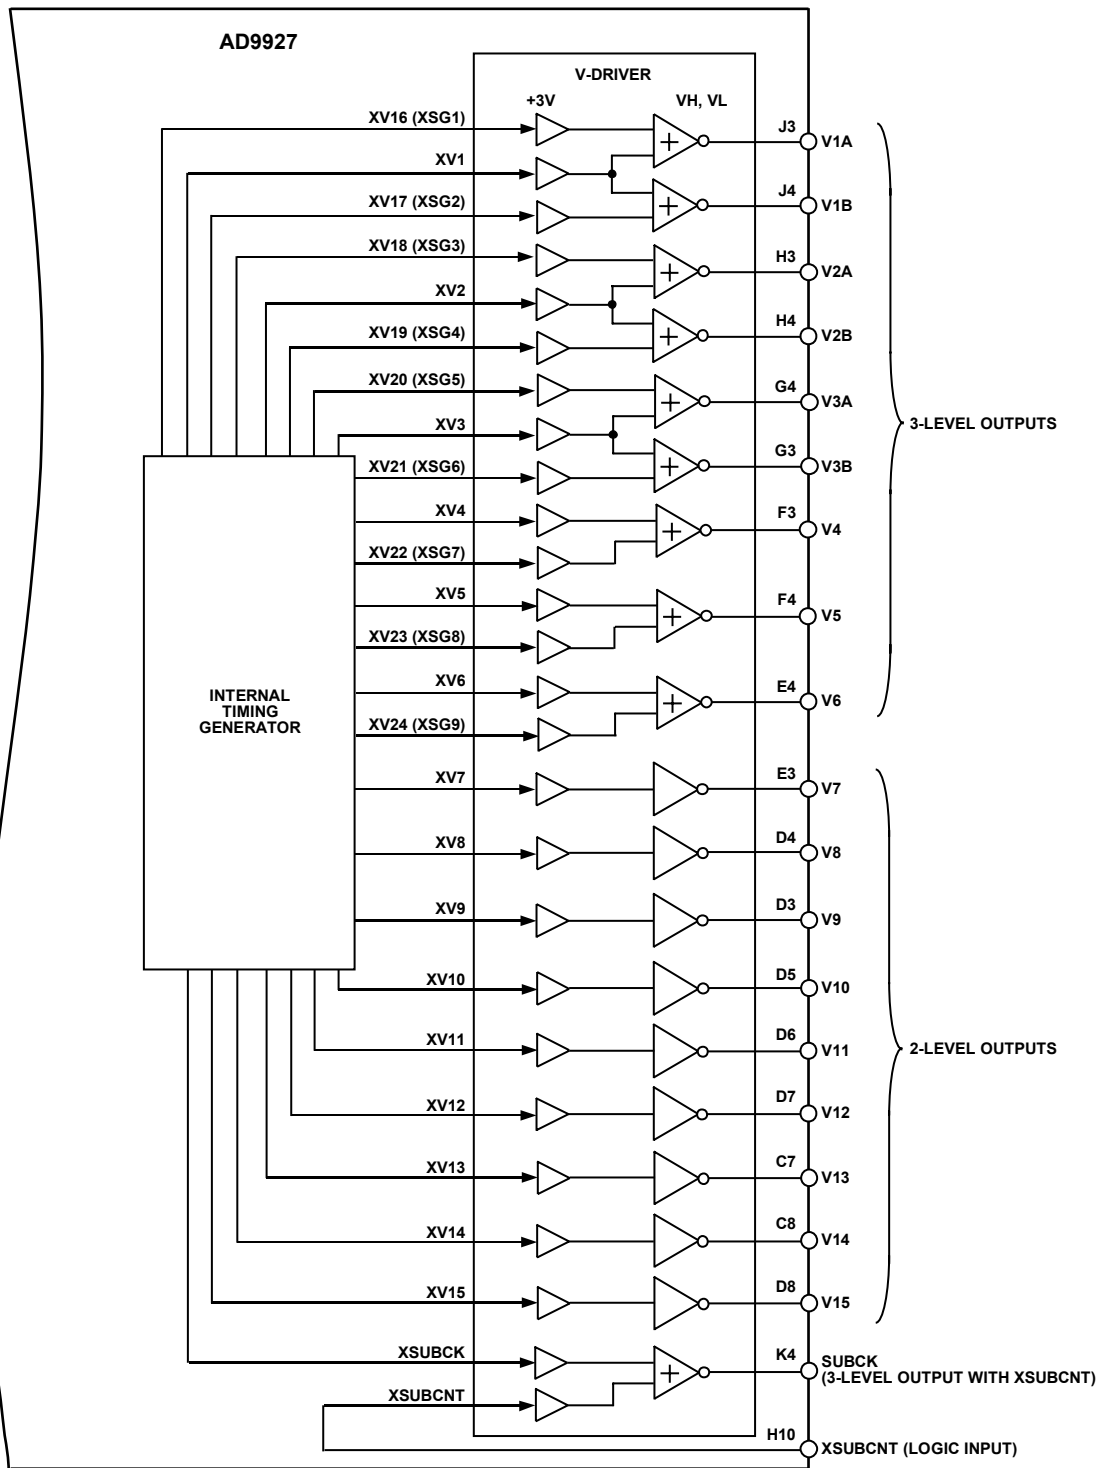 AD9927
V-DRIVER
+3V VH, VL
XV16 (XSG1) J3 V1A
XV1
XV17 (XSG2) J4 V1B
XV18 (XSG3) H3 V2A
XV2
XV19 (XSG4) H4 V2B
XV20 (XSG5) G4 V3A
XV3
3-LEVEL OUTPUTS
XV21 (XSG6) G3 V3B
XV4 F3 V4
XV22 (XSG7)
XV5 F4 V5
XV23 (XSG8)
XV6 E4 V6
INTERNAL
TIMING
GENERATOR
XV24 (XSG9)
XV7 E3 V7
XV8 D4 V8
XV9 D3 V9
XV10 D5 V10
XV11 D6 V11
2-LEVEL OUTPUTS
XV12 D7 V12
XV13 C7 V13
XV14 C8 V14
XV15 D8 V15
XSUBCK K4 SUBCK
(3-LEVEL OUTPUT WITH XSUBCNT)
XSUBCNT
H10 XSUBCNT (LOGIC INPUT)